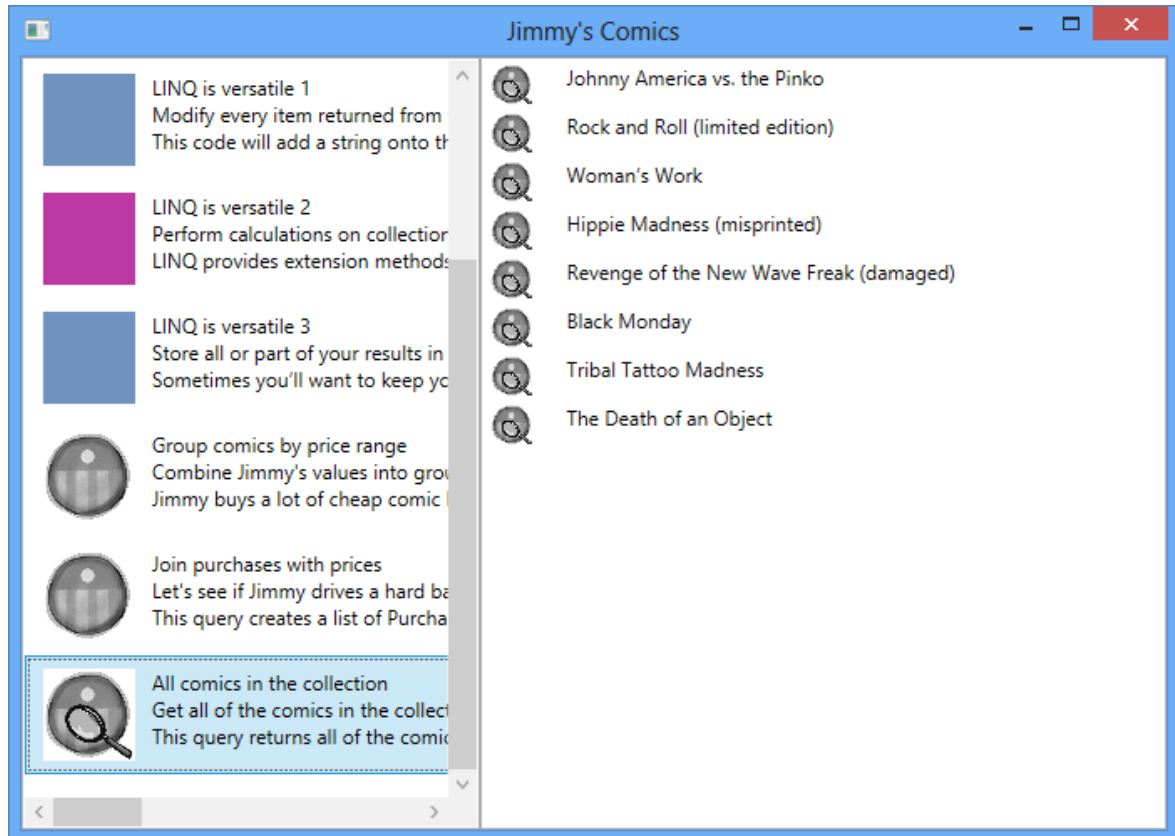 Jimmy's Comics
LINQ is versatile 1
Modify every item returned from
This code will add a string onto th
LINQ is versatile 2
Perform calculations on collection
LINQ provides extension methods
LINQ is versatile 3
Store all or part of your results in
Sometimes you'll want to keep yo
Group comics by price range
Combine Jimmy's values into grou
Jimmy buys a lot of cheap comic
Join purchases with prices
Let's see if Jimmy drives a hard ba
This query creates a list of Purcha
All comics in the collection
Get all of the comics in the collect
This query returns all of the comic
Johnny America vs. the Pinko
Rock and Roll (limited edition)
Woman's Work
Hippie Madness (misprinted)
Revenge of the New Wave Freak (damaged)
Black Monday
Tribal Tattoo Madness
The Death of an Object